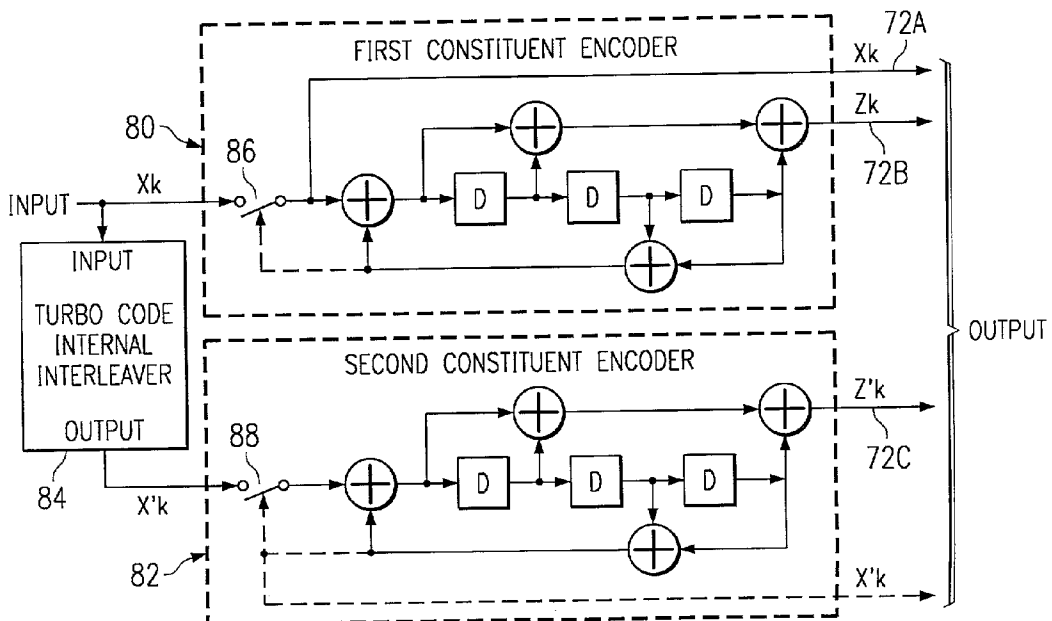 FIRST CONSTITUENT ENCODER
72A
Xk
80
86
Zk
72B
INPUT
Xk
D
D
D
INPUT
TURBO CODE
INTERNAL
INTERLEAVER
OUTPUT
84
OUTPUT
SECOND CONSTITUENT ENCODER
88
Z'k
72C
X'k
D
D
D
82
X'k